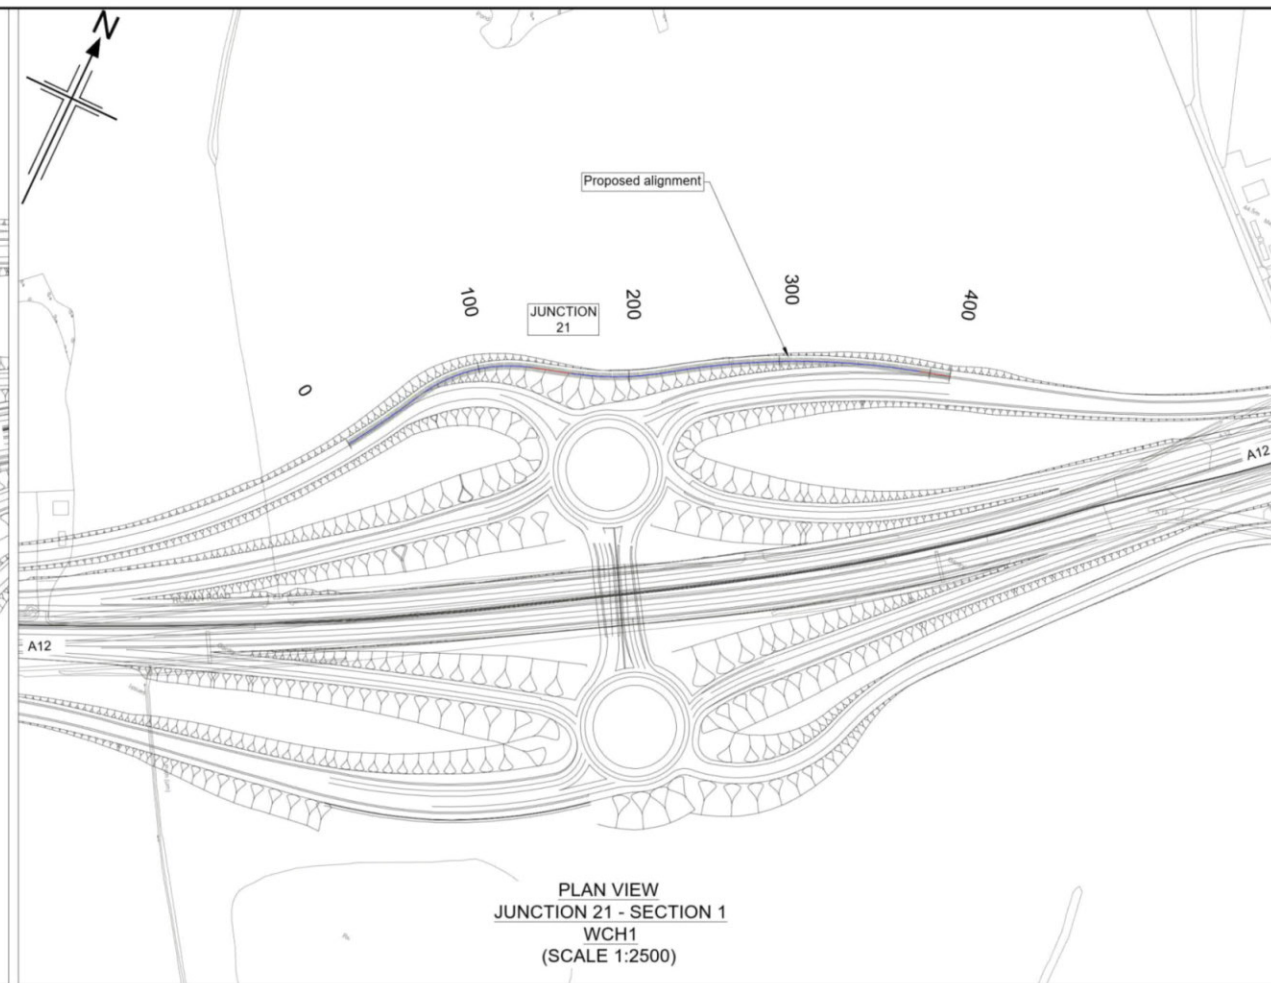 N
Proposed alignment
0
100
JUNCTION
21
200
300
400
A12
A12
PLAN VIEW
JUNCTION 21 - SECTION 1
WCH1
(SCALE 1:2500)